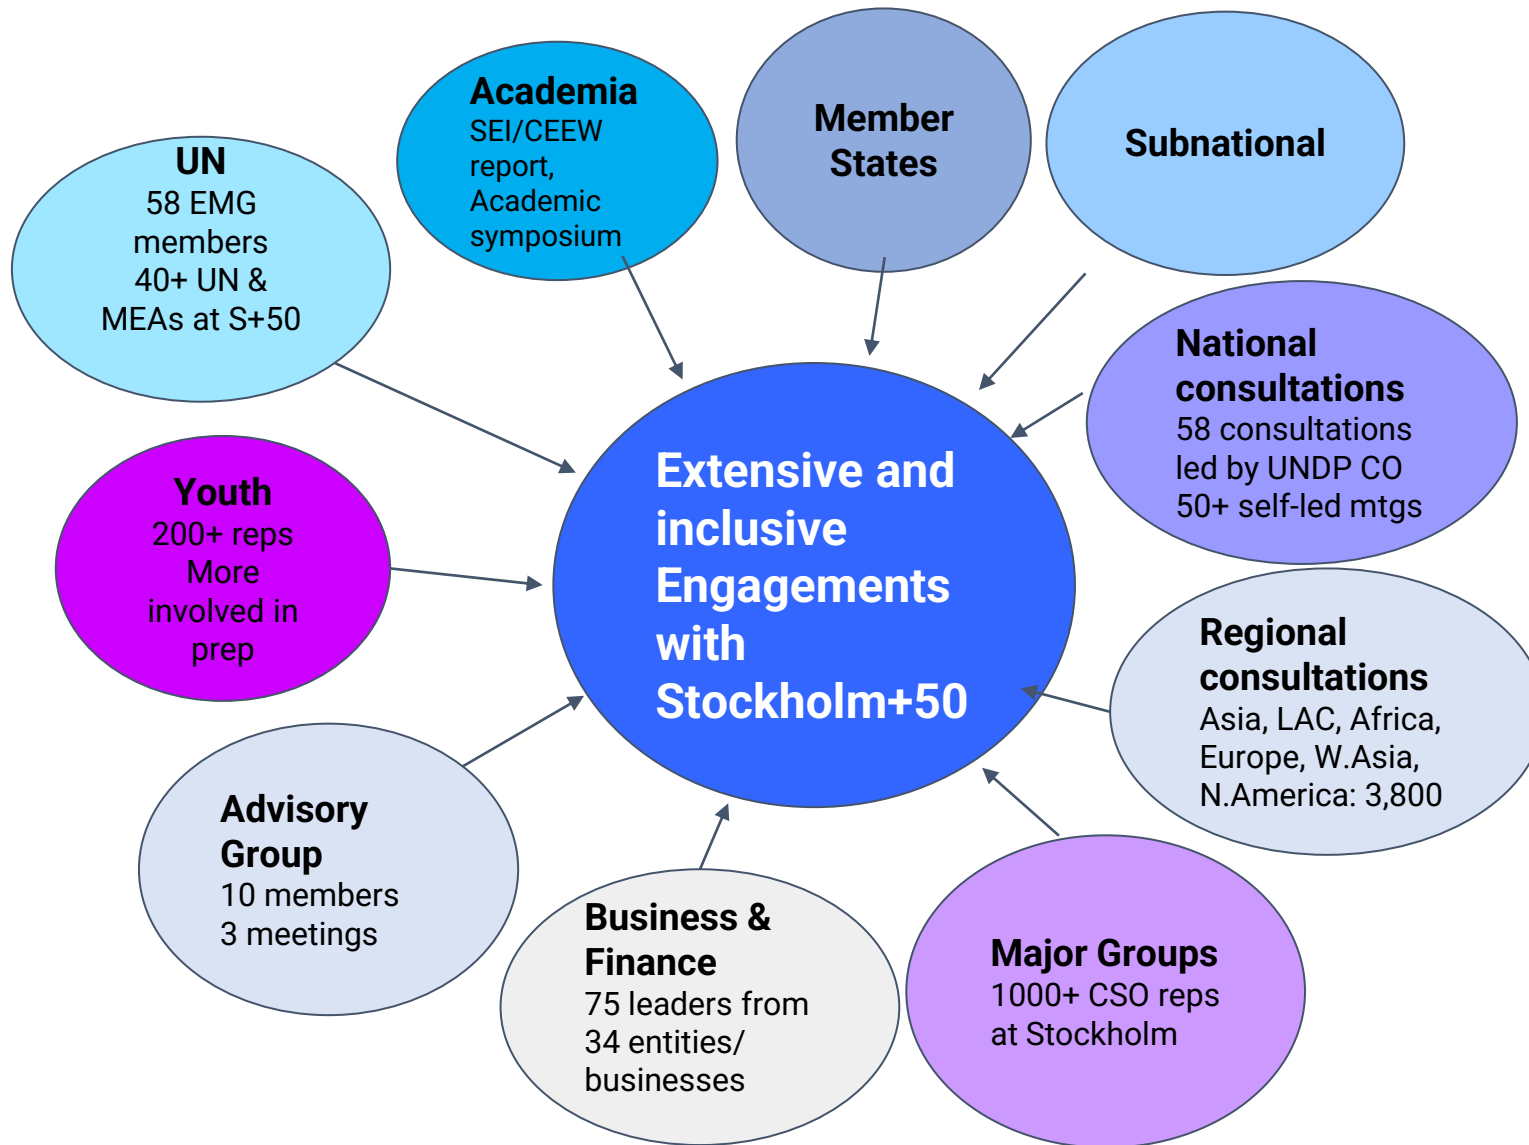 Academia
SEI/CEEW
report,
Academic
symposium
Member
States
Subnational
UN
58 EMG
members
40+ UN &
MEAs at S+50
National
consultations
58 consultations
led by UNDP CO
50+ self-led mtgs
Youth
200+ reps
More
involved in
prep
Extensive and
inclusive
Engagements
with
Stockholm+50
Regional
consultations
Asia, LAC, Africa,
Europe, W.Asia,
N.America: 3,800
Advisory
Group
10 members
3 meetings
Business &
Finance
75 leaders from
34 entities/
businesses
Major Groups
1000+ CSO reps
at Stockholm